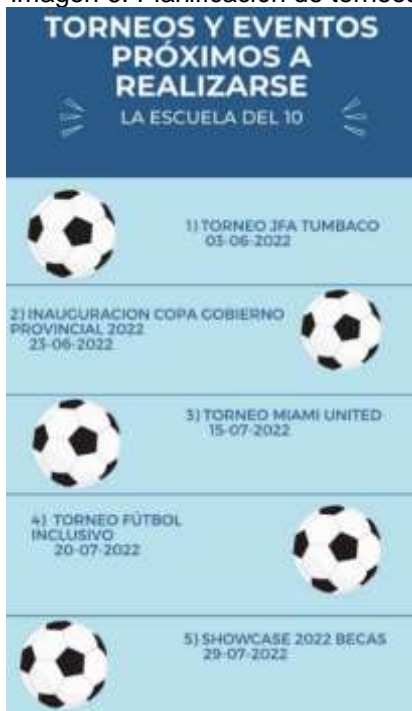 TORNEOS Y EVENTOS
PRÓXIMOS A
REALIZARSE
LA ESCUELA DEL 10
1) TORNEO JFA TUMBACO
03-06-2022
2) INAUGURACION COPA GOBIERNO
PROVINCIAL 2022
23-06-2022
3) TORNEO MIAMI UNITED
15-07-2022
4) TORNEO FÚTBOL
INCLUSIVO
20-07-2022
5) SHOWCASE 2022 BECAS
29-07-2022